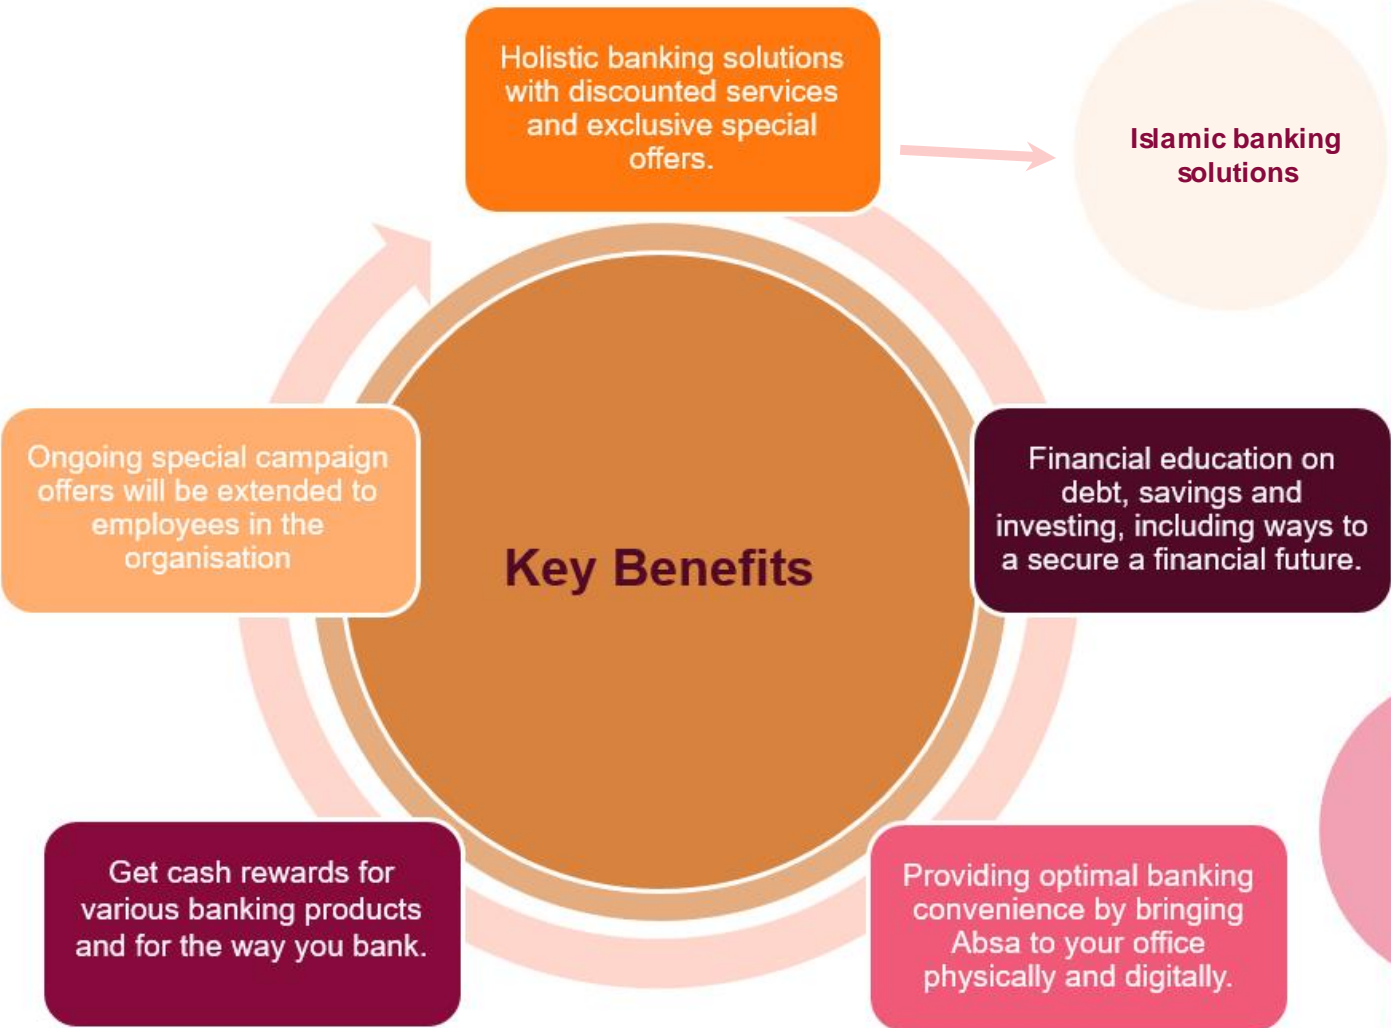 Holistic banking solutions
with discounted services
and exclusive special
offers.
Islamic banking
solutions
Ongoing special campaign
offers will be extended to
employees in the
organisation
Key Benefits
Financial education on
debt, savings and
investing, including ways to
a secure a financial future.
Get cash rewards for
various banking products
and for the way you bank.
Providing optimal banking
convenience by bringing
Absa to your office
physically and digitally.